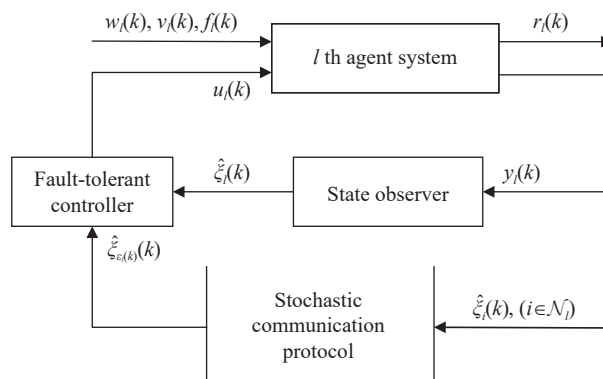 w_l(k), v_l(k), f_l(k)
l th agent system
r_l(k)
u_l(k)
Fault-tolerant
controller
ξ̂_l(k)
State observer
y_l(k)
ξ̂_{ε_l(k)}(k)
Stochastic
communication
protocol
ξ̂_i(k), (i∈𝒩_l)